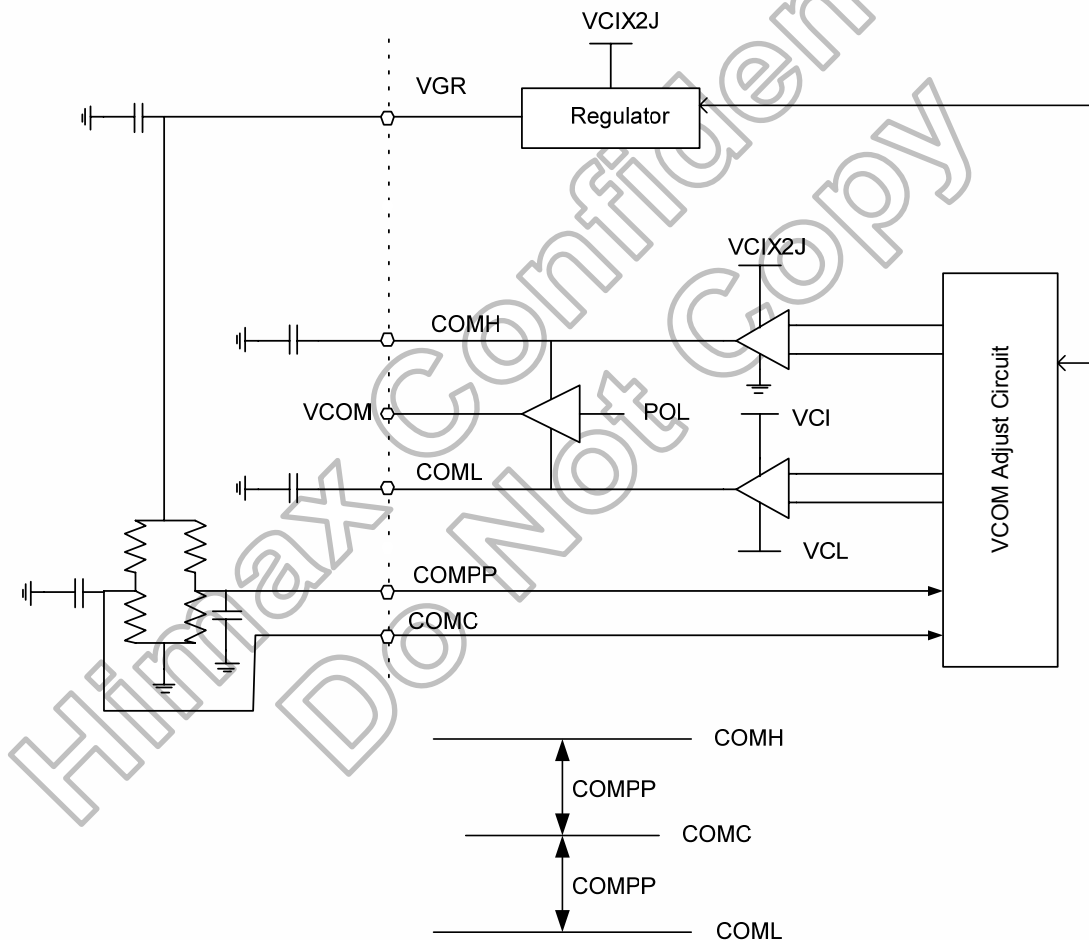 VCIX2J
VGR
Regulator
VCIX2J
COMH
VCOM
POL
VCI
COML
VCL
COMPP
COMC
VCOM Adjust Circuit
COMH
COMPP
COMC
COMPP
COML
Himax Confiden
Do Not Copy